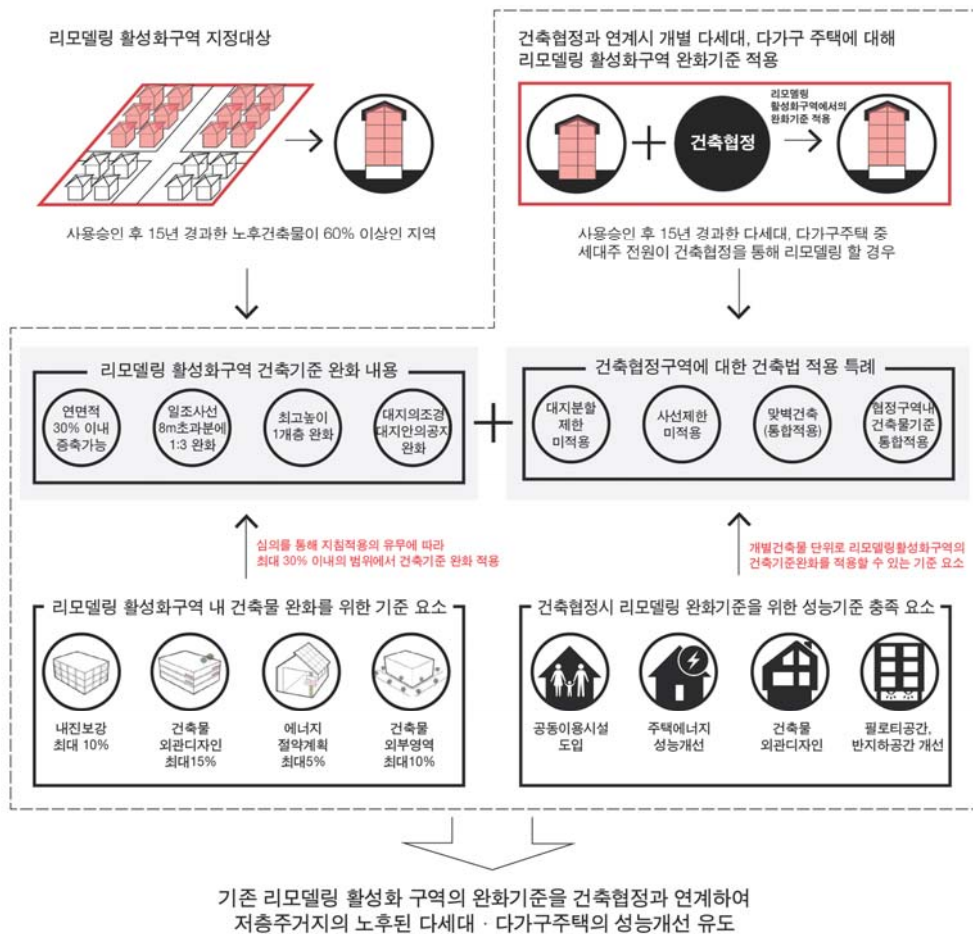 리모델링 활성화구역 지정대상
사용승인 후 15년 경과한 노후건축물이 60% 이상인 지역
건축협정과 연계시 개별 다세대, 다가구 주택에 대해
리모델링 활성화구역 완화기준 적용
건축협정
리모델링
활성화구역에서의
완화기준 적용
사용승인 후 15년 경과한 다세대, 다가구주택 중
세대주 전원이 건축협정을 통해 리모델링 할 경우
리모델링 활성화구역 건축기준 완화 내용
연면적
30% 이내
증축가능
일조사선
8m초과분에
1:3 완화
최고높이
1개층 완화
대지의조경
대지안의공지
완화
건축협정구역에 대한 건축법 적용 특례
대지분할
제한
미적용
사선제한
미적용
맞벽건축
(통합적용)
협정구역내
건축물기준
통합적용
심의를 통해 지침적용의 유무에 따라
최대 30% 이내의 범위에서 건축기준 완화 적용
개별건축물 단위로 리모델링활성화구역의
건축기준완화를 적용할 수 있는 기준 요소
리모델링 활성화구역 내 건축물 완화를 위한 기준 요소
내진보강
최대 10%
건축물
외관디자인
최대15%
에너지
절약계획
최대5%
건축물
외부영역
최대10%
건축협정시 리모델링 완화기준을 위한 성능기준 충족 요소
공동이용시설
도입
주택에너지
성능개선
건축물
외관디자인
필로티공간,
반지하공간 개선
기존 리모델링 활성화 구역의 완화기준을 건축협정과 연계하여
저층주거지의 노후된 다세대 · 다가구주택의 성능개선 유도